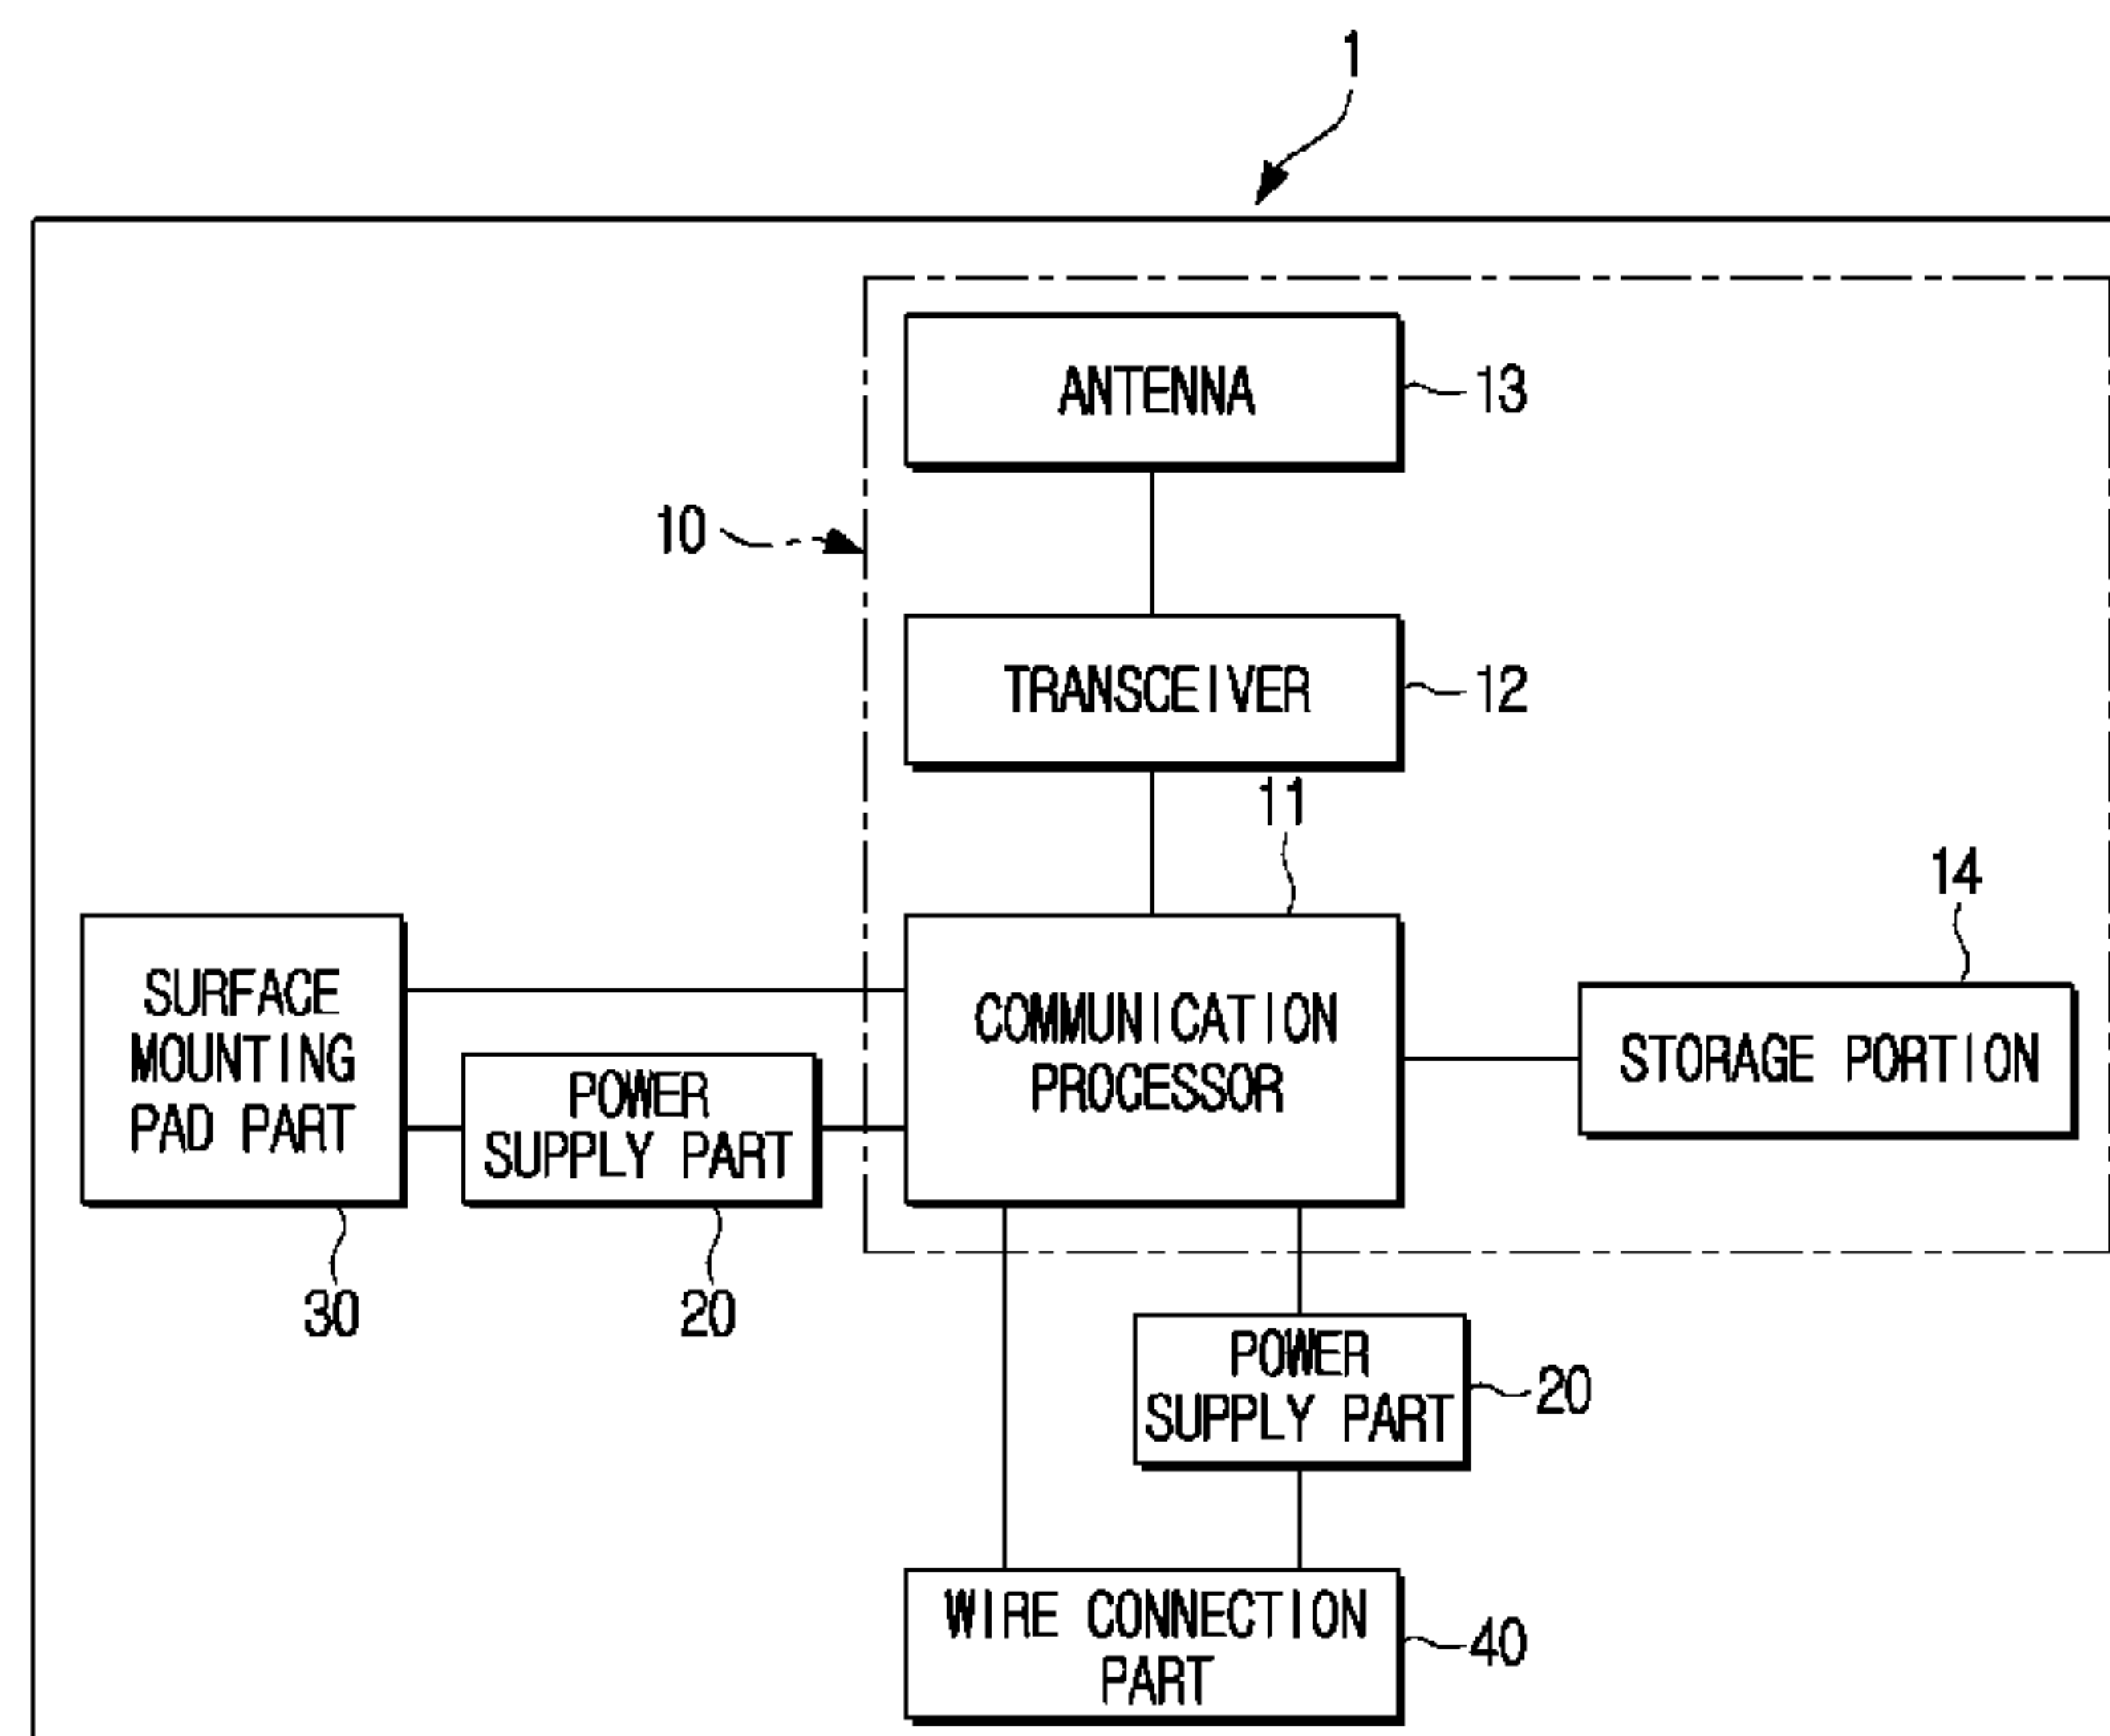 1
ANTENNA
13
10
TRANSCEIVER
12
11
14
SURFACE
MOUNTING
PAD PART
COMMUNICATION
PROCESSOR
STORAGE PORTION
POWER
SUPPLY PART
30
20
POWER
SUPPLY PART
20
WIRE CONNECTION
PART
40